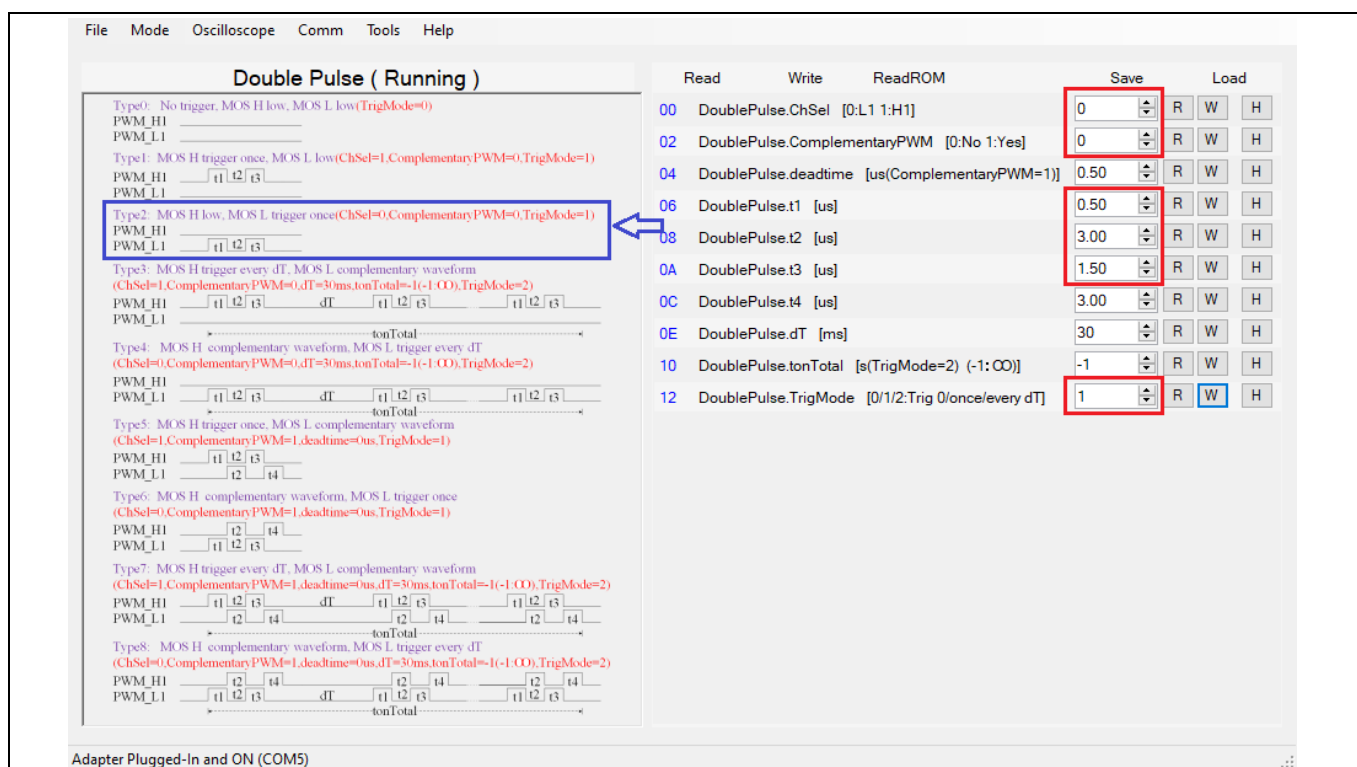 File Mode Oscilloscope Comm Tools Help
Double Pulse ( Running )
Type0: No trigger, MOS H low, MOS L low(TrigMode=0)
PWM_H1
PWM_L1
Type1: MOS H trigger once, MOS L low(ChSel=1,ComplementaryPWM=0,TrigMode=1)
PWM_H1 t1 t2 t3
PWM_L1
Type2: MOS H low, MOS L trigger once(ChSel=0,ComplementaryPWM=0,TrigMode=1)
PWM_H1
PWM_L1 t1 t2 t3
Type3: MOS H trigger every dT, MOS L complementary waveform
(ChSel=1,ComplementaryPWM=0,dT=30ms,tonTotal=-1(-1:∞),TrigMode=2)
PWM_H1 t1 t2 t3 dT t1 t2 t3 t1 t2 t3
PWM_L1
tonTotal
Type4: MOS H complementary waveform, MOS L trigger every dT
(ChSel=0,ComplementaryPWM=0,dT=30ms,tonTotal=-1(-1:∞),TrigMode=2)
PWM_H1
PWM_L1 t1 t2 t3 dT t1 t2 t3 t1 t2 t3
tonTotal
Type5: MOS H trigger once, MOS L complementary waveform
(ChSel=1,ComplementaryPWM=1,deadtime=0us,TrigMode=1)
PWM_H1 t1 t2 t3
PWM_L1 t2 t4
Type6: MOS H complementary waveform, MOS L trigger once
(ChSel=0,ComplementaryPWM=1,deadtime=0us,TrigMode=1)
PWM_H1 t2 t4
PWM_L1 t1 t2 t3
Type7: MOS H trigger every dT, MOS L complementary waveform
(ChSel=1,ComplementaryPWM=1,deadtime=0us,dT=30ms,tonTotal=-1(-1:∞),TrigMode=2)
PWM_H1 t1 t2 t3 dT t1 t2 t3 t1 t2 t3
PWM_L1 t2 t4 t2 t4 t2 t4
tonTotal
Type8: MOS H complementary waveform, MOS L trigger every dT
(ChSel=0,ComplementaryPWM=1,deadtime=0us,dT=30ms,tonTotal=-1(-1:∞),TrigMode=2)
PWM_H1 t2 t4 t2 t4 t2 t4
PWM_L1 t1 t2 t3 dT t1 t2 t3 t1 t2 t3
tonTotal
Read Write ReadROM Save Load
00 DoublePulse.ChSel [0:L1 1:H1] 0 R W H
02 DoublePulse.ComplementaryPWM [0:No 1:Yes] 0 R W H
04 DoublePulse.deadtime [us(ComplementaryPWM=1)] 0.50 R W H
06 DoublePulse.t1 [us] 0.50 R W H
08 DoublePulse.t2 [us] 3.00 R W H
0A DoublePulse.t3 [us] 1.50 R W H
0C DoublePulse.t4 [us] 3.00 R W H
0E DoublePulse.dT [ms] 30 R W H
10 DoublePulse.tonTotal [s(TrigMode=2) (-1:∞)] -1 R W H
12 DoublePulse.TrigMode [0/1/2:Trig 0/once/every dT] 1 R W H
Adapter Plugged-In and ON (COM5)